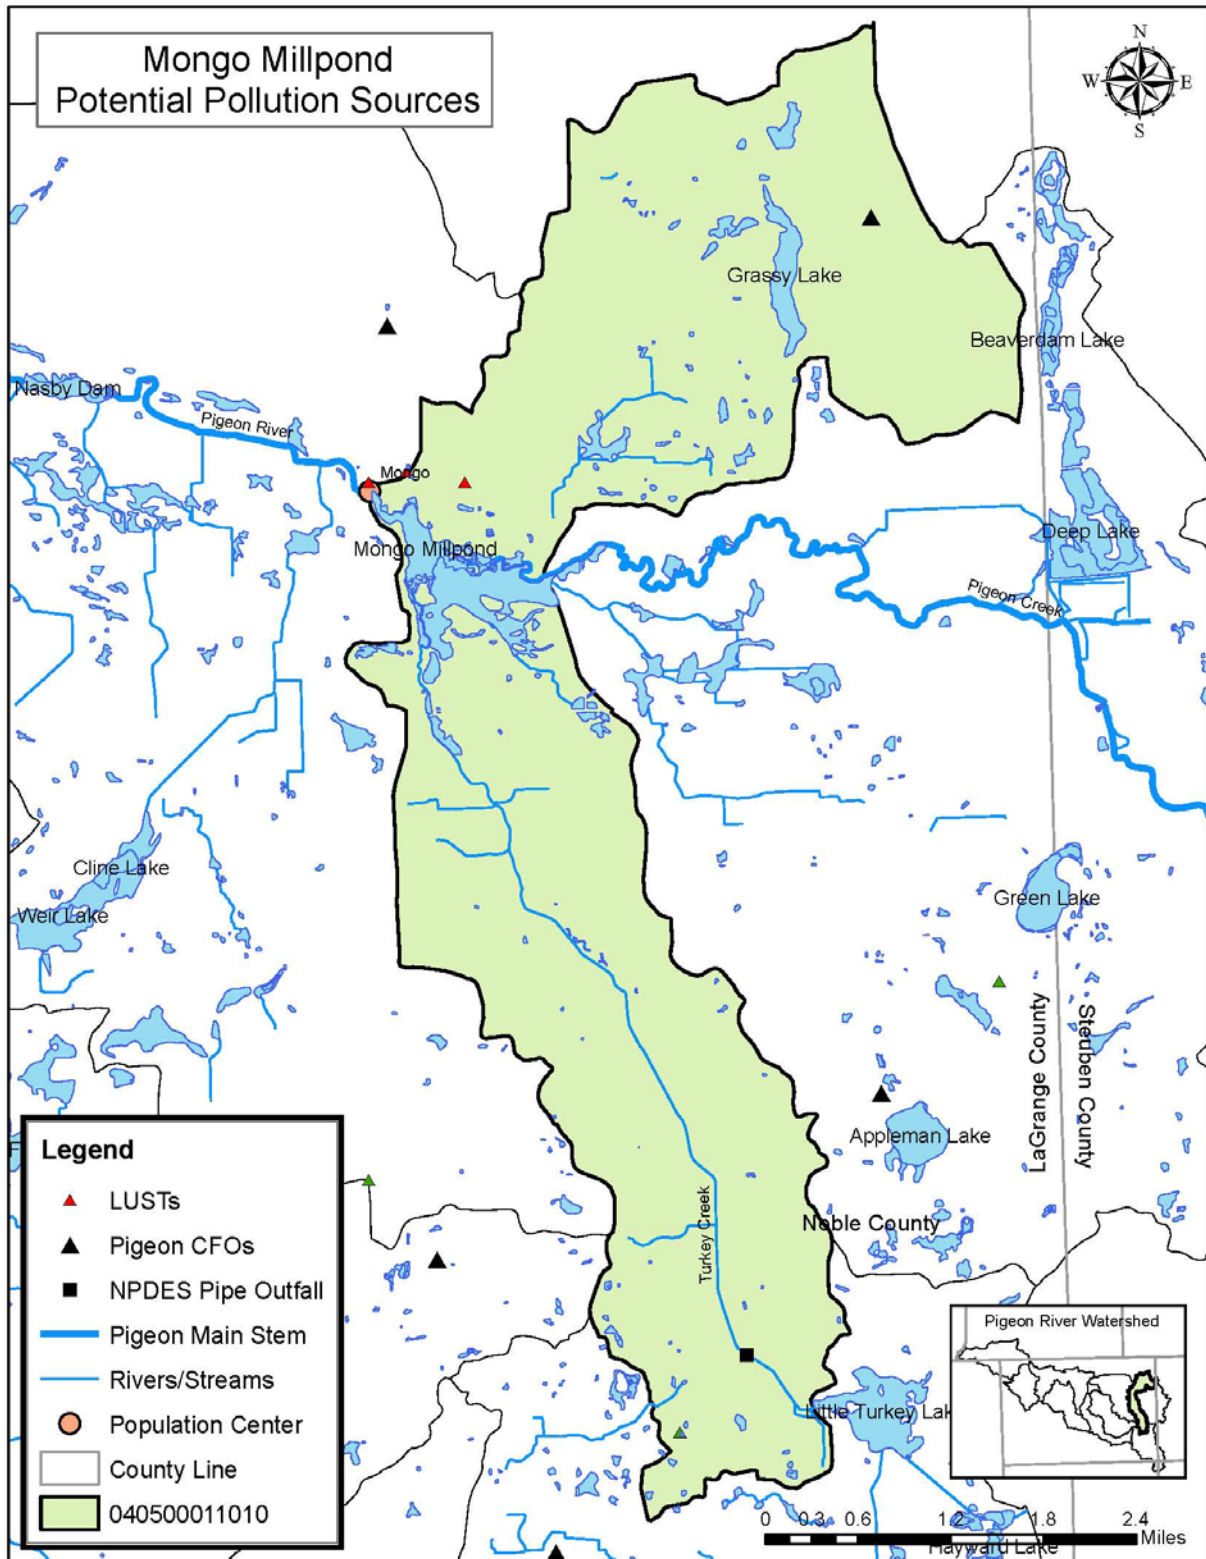 Mongo Millpond
Potential Pollution Sources
N
W E
S
Grassy Lake
Beaverdam Lake
Nasby Dam
Pigeon River
Mongo
Mongo Millpond
Deep Lake
Pigeon Creek
Cline Lake
Weir Lake
Green Lake
LaGrange County
Steuben County
Appleman Lake
Noble County
Turkey Creek
Little Turkey Lak
Hayward Lake
F
Legend
LUSTs
Pigeon CFOs
NPDES Pipe Outfall
Pigeon Main Stem
Rivers/Streams
Population Center
County Line
040500011010
Pigeon River Watershed
0 0.3 0.6 1.2 1.8 2.4
Miles